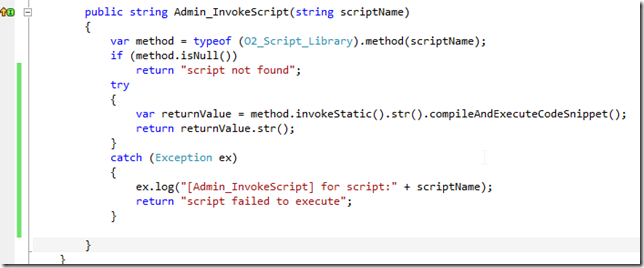 public string Admin_InvokeScript(string scriptName)
{
    var method = typeof (O2_Script_Library).method(scriptName);
    if (method.isNull())
        return "script not found";
    try
    {
        var returnValue = method.invokeStatic().str().compileAndExecuteCodeSnippet();
        return returnValue.str();
    }
    catch (Exception ex)
    {
        ex.log("[Admin_InvokeScript] for script:" + scriptName);
        return "script failed to execute";
    }

}
}